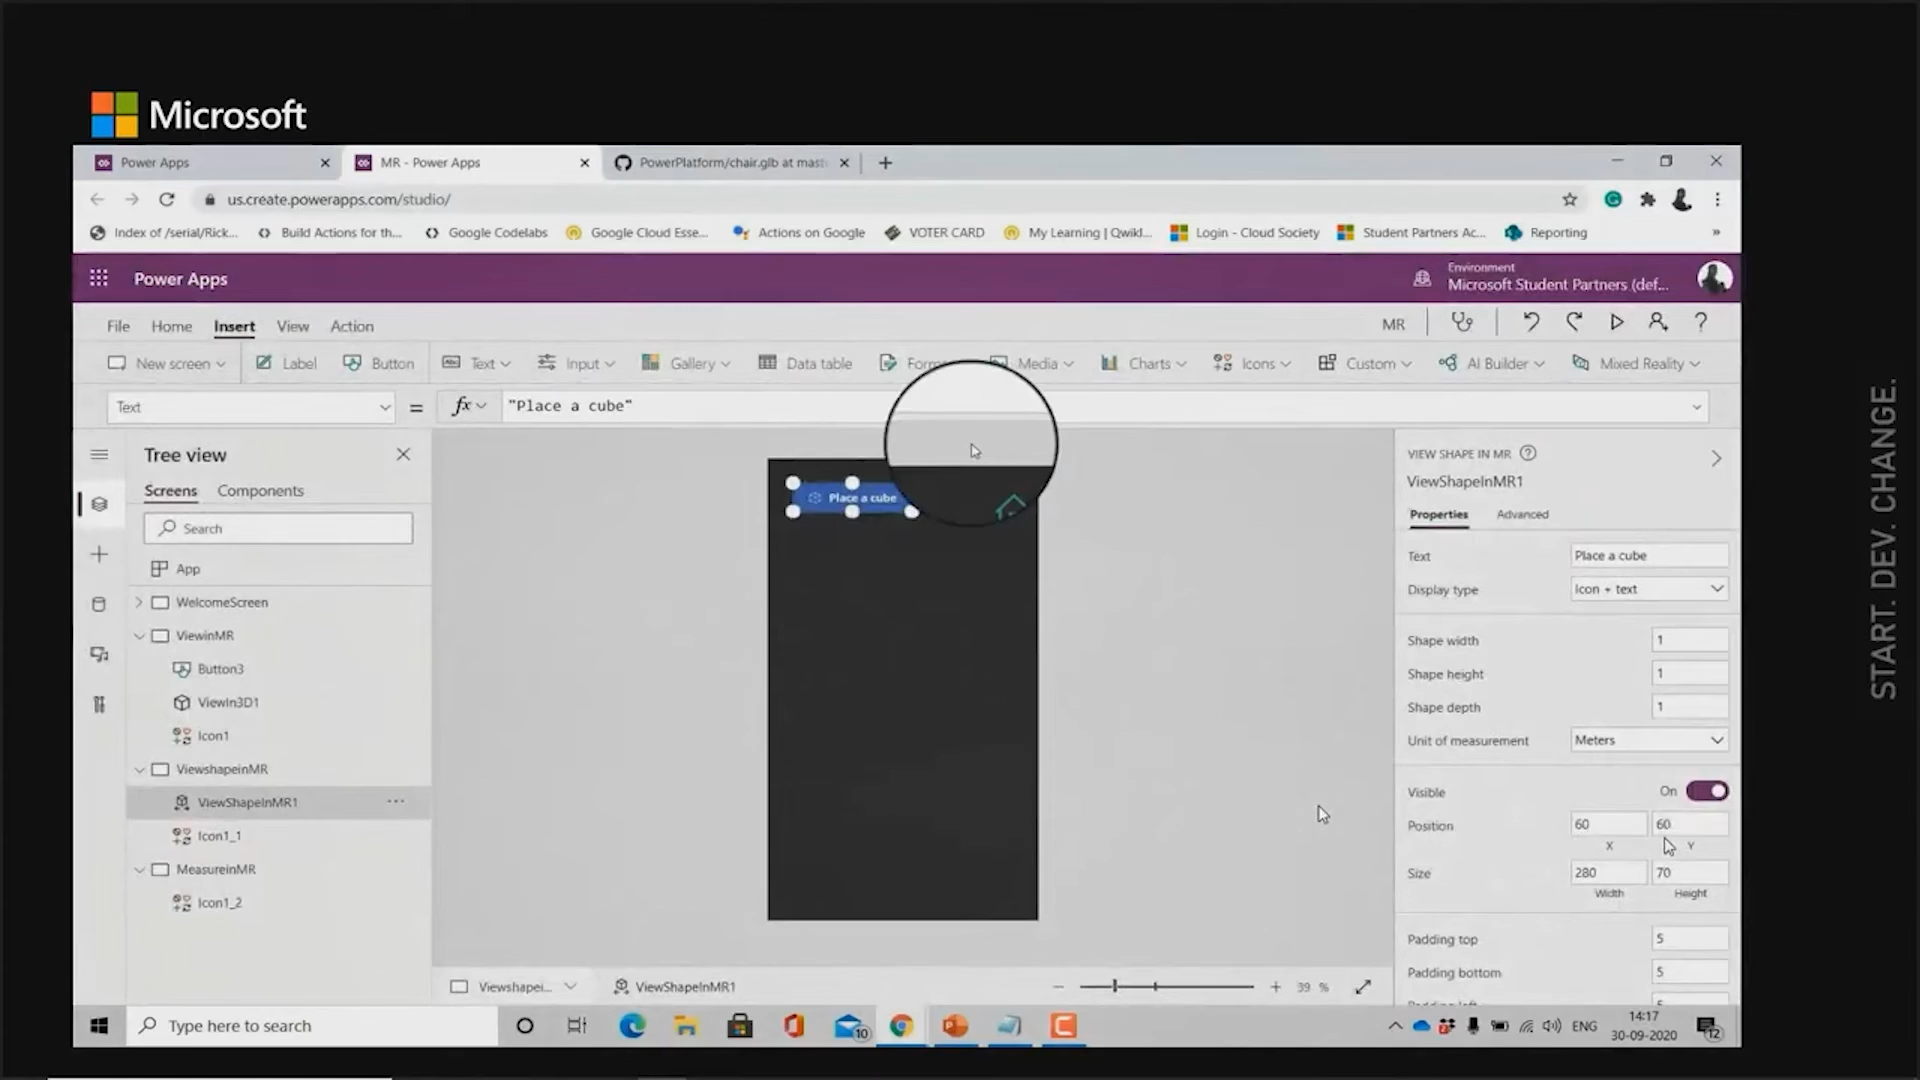 Microsoft
Power Apps
MR - Power Apps
PowerPlatform/chair.glb at mast
us.create.powerapps.com/studio/
Index of /serial/Rick...
Build Actions for th...
Google Codelabs
Google Cloud Esse...
Actions on Google
VOTER CARD
My Learning | Qwikl...
Login - Cloud Society
Student Partners Ac...
Reporting
»
Power Apps
Environment
Microsoft Student Partners (def...
File Home Insert View Action
MR
New screen
Label
Button
Text
Input
Gallery
Data table
Media
Charts
Icons
Custom
AI Builder
Mixed Reality
Text
=
fx
"Place a cube"
Tree view
Screens Components
Search
App
WelcomeScreen
ViewinMR
Button3
ViewIn3D1
Icon1
ViewshapeinMR
ViewShapeInMR1 ...
Icon1_1
MeasureinMR
Icon1_2
Place a cube
VIEW SHAPE IN MR
ViewShapeInMR1
Properties Advanced
Text Place a cube
Display type Icon + text
Shape width 1
Shape height 1
Shape depth 1
Unit of measurement Meters
Visible On
Position 60 60
X Y
Size 280 70
Width Height
Padding top 5
Padding bottom 5
Viewshapei...
ViewShapeInMR1
39 %
Type here to search
10
ENG
14:17
30-09-2020
12
START. DEV. CHANGE.